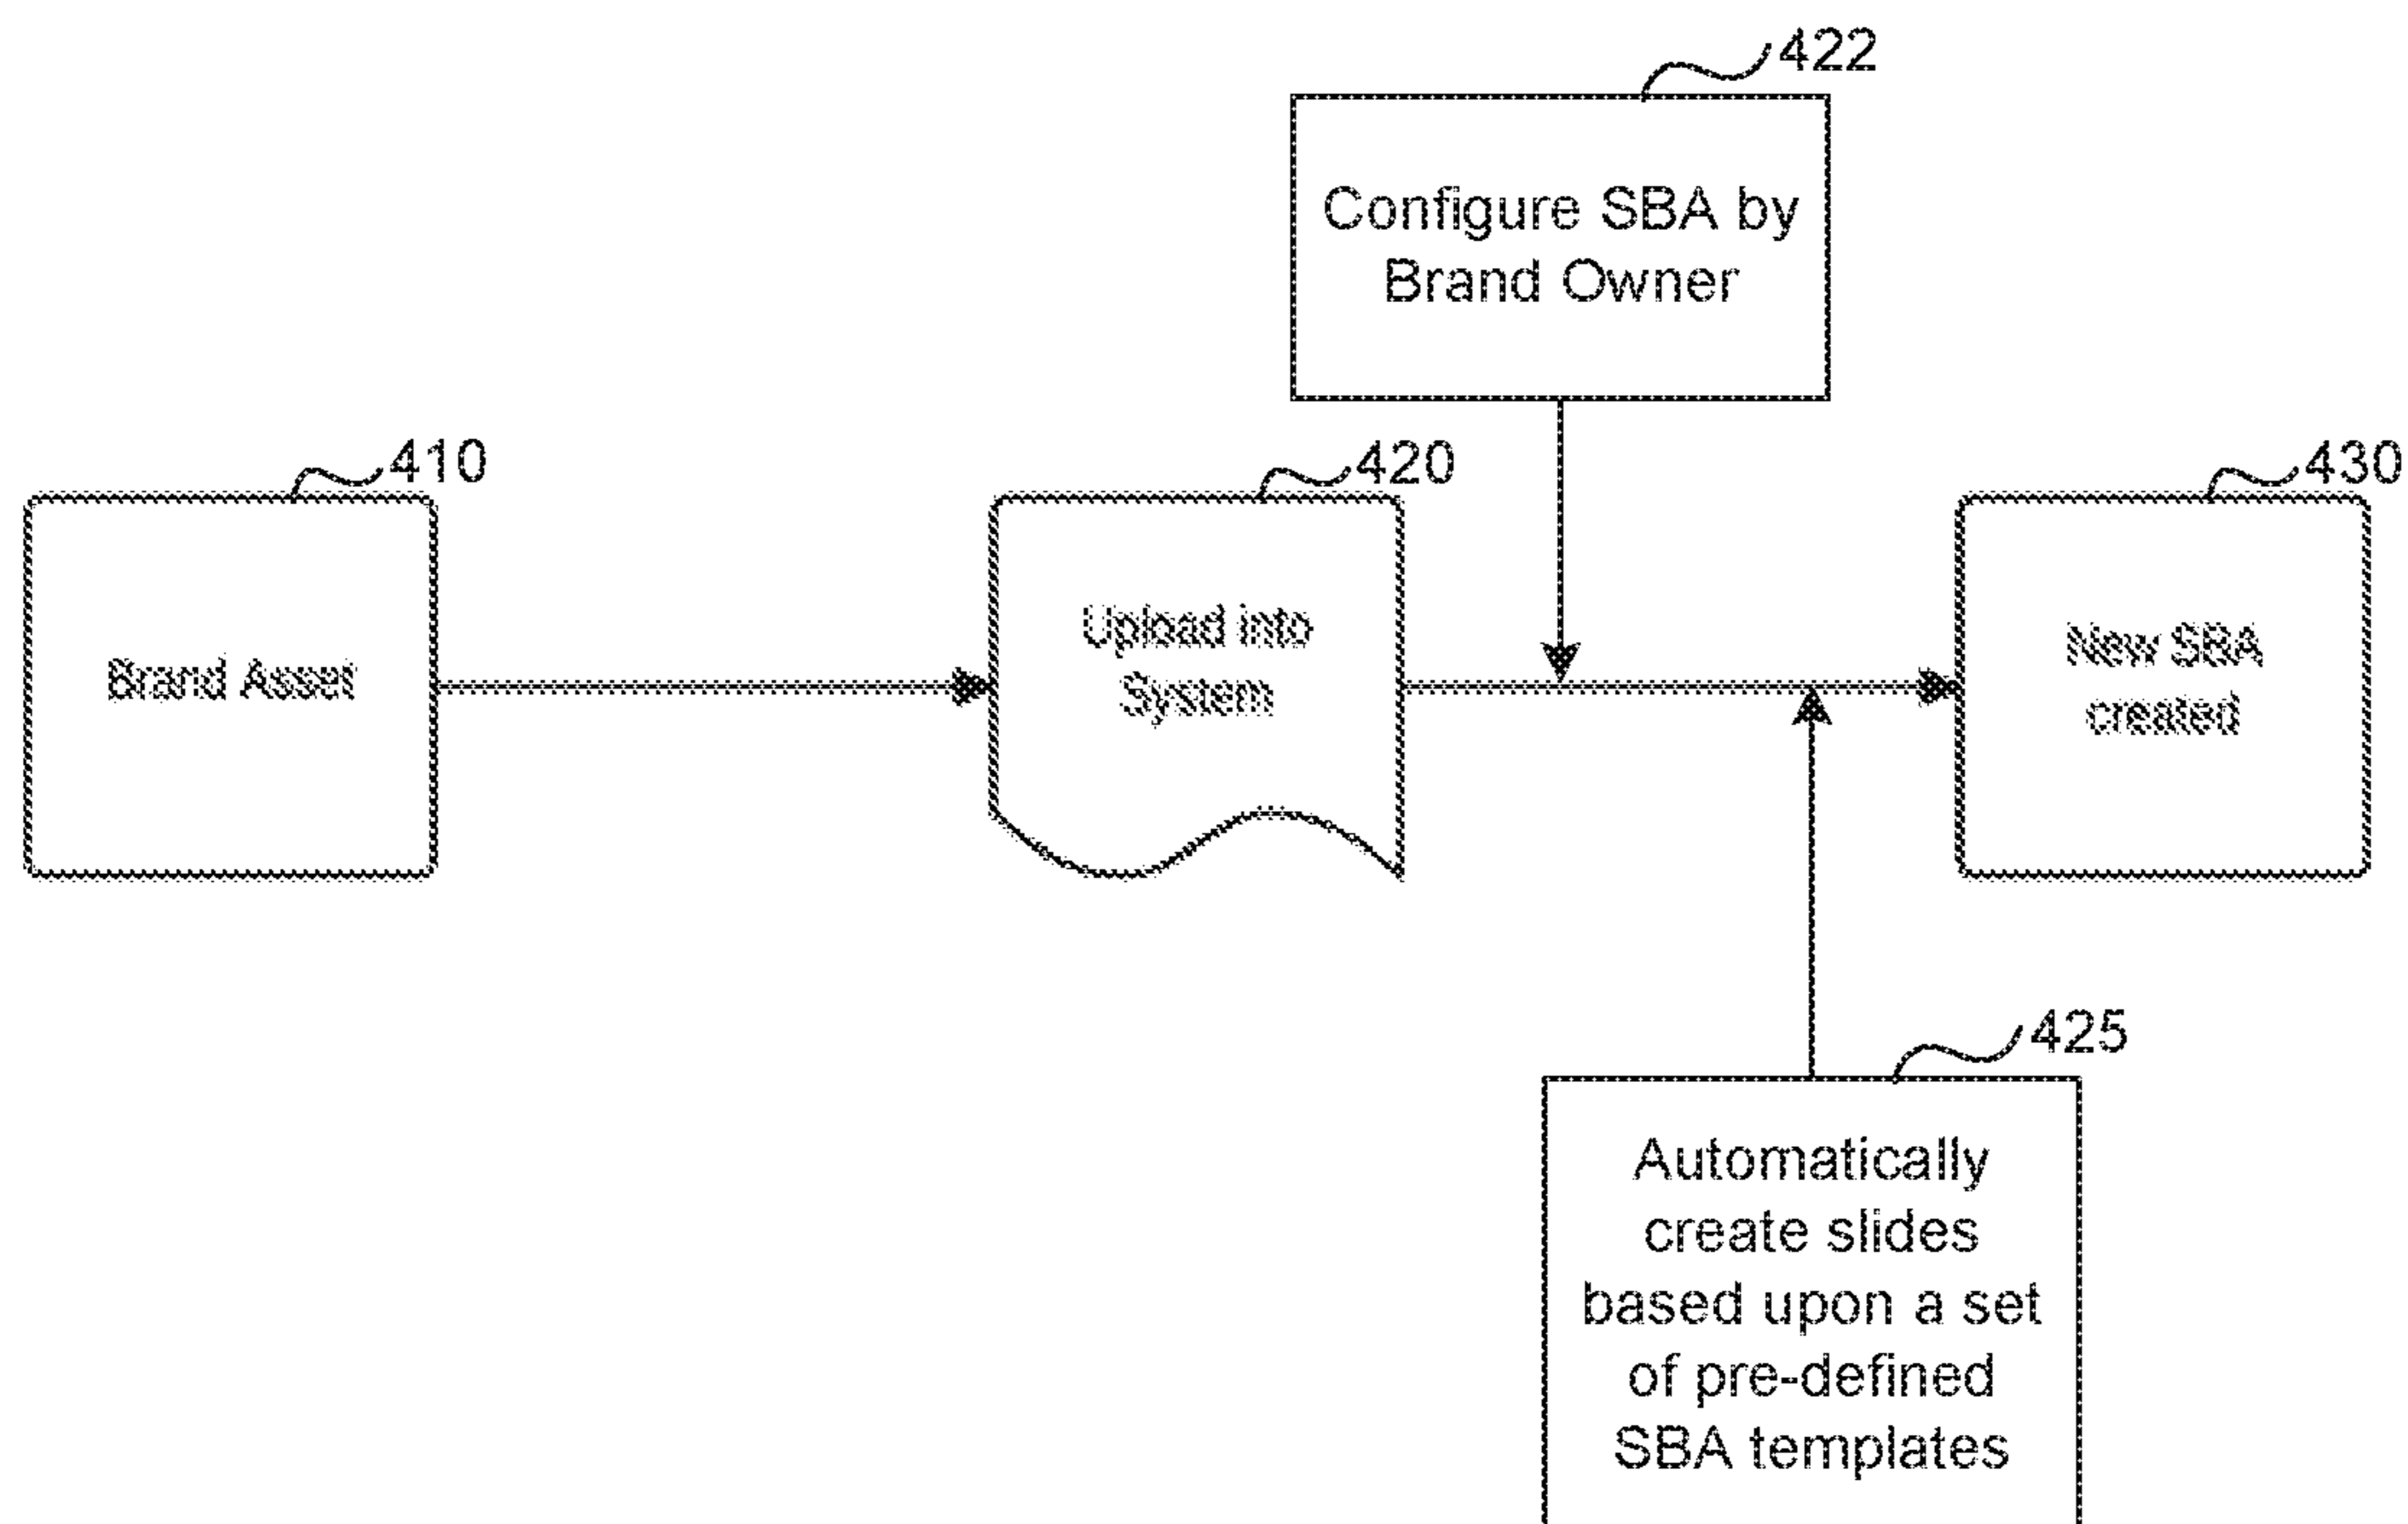 422
Configure SBA by
Brand Owner
410
420
430
Brand Asset
Upload into
System
New SBA
created
425
Automatically
create slides
based upon a set
of pre-defined
SBA templates